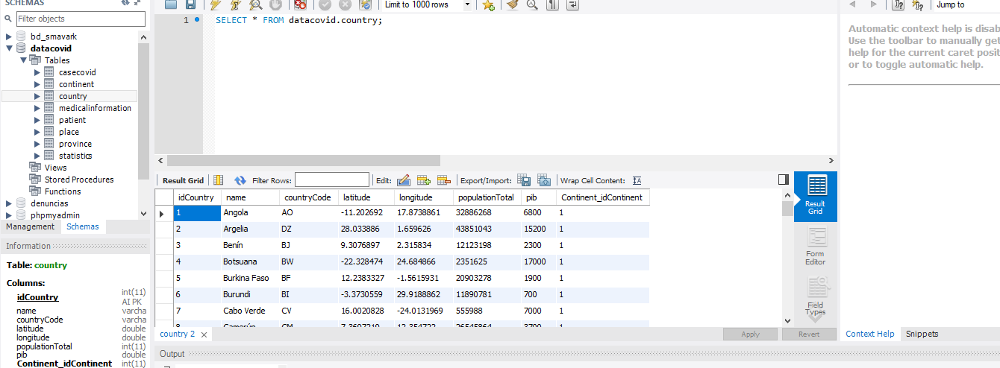 SCHEMAS
Filter objects
bd_smavark
datacovid
Tables
casecovid
continent
country
medicalinformation
patient
place
province
statistics
Views
Stored Procedures
Functions
denuncias
phpmyadmin
Management Schemas
Information
Table: country
Columns:
idCountry int(11)
AI PK
name varcha
countryCode varcha
latitude double
longitude double
populationTotal int(11)
pib double
Continent_idContinent int(11)
Limit to 1000 rows
1 SELECT * FROM datacovid.country;
Result Grid Filter Rows: Edit: Export/Import: Wrap Cell Content:
idCountry name countryCode latitude longitude populationTotal pib Continent_idContinent
1 Angola AO -11.202692 17.8738861 32886268 6800 1
2 Argelia DZ 28.033886 1.659626 43851043 15200 1
3 Benín BJ 9.3076897 2.315834 12123198 2300 1
4 Botsuana BW -22.328474 24.684866 2351625 17000 1
5 Burkina Faso BF 12.2383327 -1.5615931 20903278 1900 1
6 Burundi BI -3.3730559 29.9188862 11890781 700 1
7 Cabo Verde CV 16.0020828 -24.0131969 555988 7000 1
8 Camerún CM 7.3697219 12.354722 26545864 3700 1
Result
Grid
Form
Editor
Field
Types
country 2
Apply Revert
Output
Jump to
Automatic context help is disab
Use the toolbar to manually get
help for the current caret posit
or to toggle automatic help.
Context Help Snippets